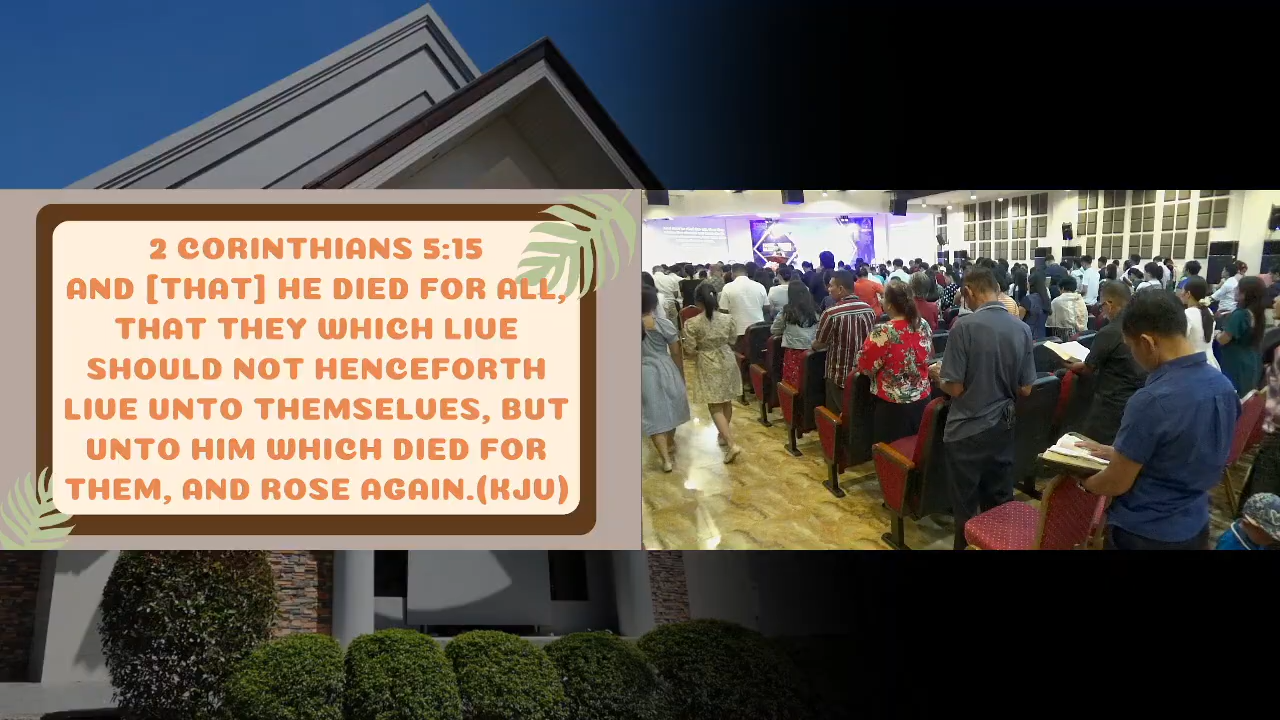 2 CORINTHIANS 5:15
AND [THAT] HE DIED FOR ALL,
THAT THEY WHICH LIVE
SHOULD NOT HENCEFORTH
LIVE UNTO THEMSELVES, BUT
UNTO HIM WHICH DIED FOR
THEM, AND ROSE AGAIN.(KJV)